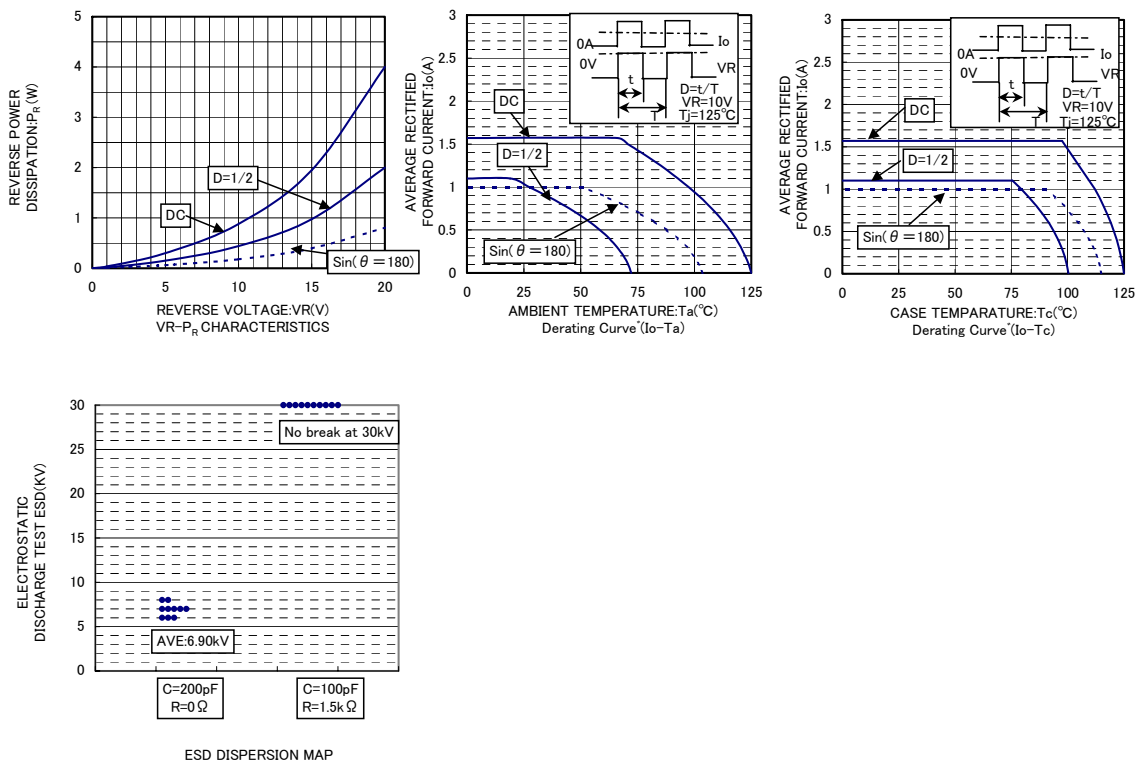 REVERSE POWER
DISSIPATION:PR (W)
5
4
3
2
1
0
DC
D=1/2
Sin(θ=180)
0 5 10 15 20
REVERSE VOLTAGE:VR(V)
VR-PR CHARACTERISTICS
AVERAGE RECTIFIED
FORWARD CURRENT:Io(A)
3
2.5
2
1.5
1
0.5
0
0A
0V
Io
VR
t
T
D=t/T
VR=10V
Tj=125℃
DC
D=1/2
Sin(θ=180)
0 25 50 75 100 125
AMBIENT TEMPERATURE:Ta(℃)
Derating Curve"(Io-Ta)
AVERAGE RECTIFIED
FORWARD CURRENT:Io(A)
3
2.5
2
1.5
1
0.5
0
0A
0V
Io
VR
t
T
D=t/T
VR=10V
Tj=125℃
DC
D=1/2
Sin(θ=180)
0 25 50 75 100 125
CASE TEMPARATURE:Tc(℃)
Derating Curve"(Io-Tc)
ELECTROSTATIC
DISCHARGE TEST ESD(KV)
30
25
20
15
10
5
0
No break at 30kV
AVE:6.90kV
C=200pF
R=0Ω
C=100pF
R=1.5kΩ
ESD DISPERSION MAP